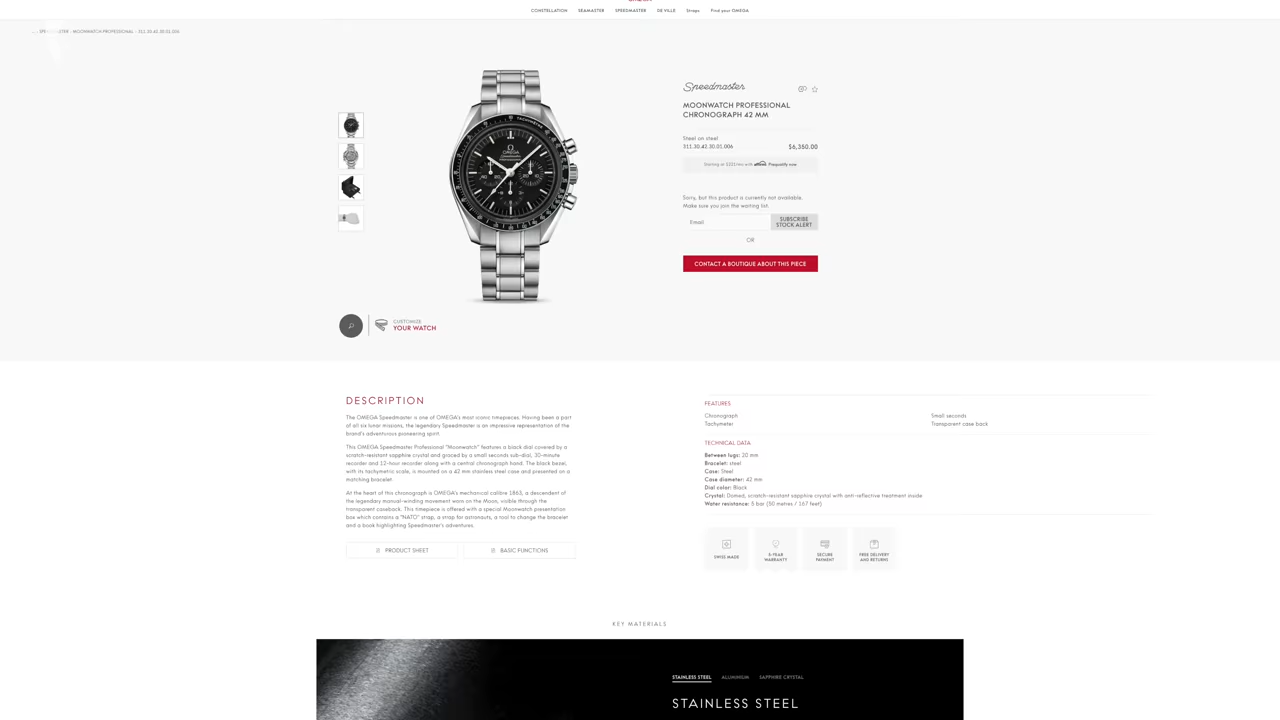 CONSTELLATION SEAMASTER SPEEDMASTER DE VILLE Straps Find your OMEGA
MOONWATCH PROFESSIONAL - 311.30.42.30.01.006
Speedmaster
MOONWATCH PROFESSIONAL
CHRONOGRAPH 42 MM
Steel on steel
311.30.42.30.01.006
$6,350.00
Prequalify now
Sorry, but this product is currently not available.
Make sure you join the waiting list.
Email
SUBSCRIBE
STOCK ALERT
OR
CONTACT A BOUTIQUE ABOUT THIS PIECE
TACHYMETRE
OMEGA
CUSTOMIZE
YOUR WATCH
DESCRIPTION
The OMEGA Speedmaster is one of OMEGA's most iconic timepieces. Having been a part
of all six lunar missions, the legendary Speedmaster is an impressive representation of the
brand's adventurous pioneering spirit.
This OMEGA Speedmaster Professional "Moonwatch" features a black dial covered by a
scratch-resistant sapphire crystal and graced by a small seconds sub-dial, 30-minute
recorder and 12-hour recorder along with a central chronograph hand. The black bezel,
with its tachymetric scale, is mounted on a 42 mm stainless steel case and presented on a
matching bracelet.
At the heart of this chronograph is OMEGA's mechanical calibre 1863, a descendent of
the legendary manual-winding movement worn on the Moon, visible through the
transparent caseback. This timepiece is offered with a special Moonwatch presentation
box which contains a "NATO" strap, a strap for astronauts, a tool to change the bracelet
and a book highlighting Speedmaster's adventures.
PRODUCT SHEET
BASIC FUNCTIONS
FEATURES
Chronograph
Small seconds
Tachymeter
Transparent case back
TECHNICAL DATA
Between lugs: 20 mm
Bracelet: steel
Case: Steel
Case diameter: 42 mm
Dial color: Black
Crystal: Domed, scratch-resistant sapphire crystal with anti-reflective treatment inside
Water resistance: 5 bar (50 metres / 167 feet)
SWISS MADE
5-YEAR
WARRANTY
SECURE
PAYMENT
FREE DELIVERY
AND RETURNS
KEY MATERIALS
STAINLESS STEEL ALUMINIUM SAPPHIRE CRYSTAL
STAINLESS STEEL